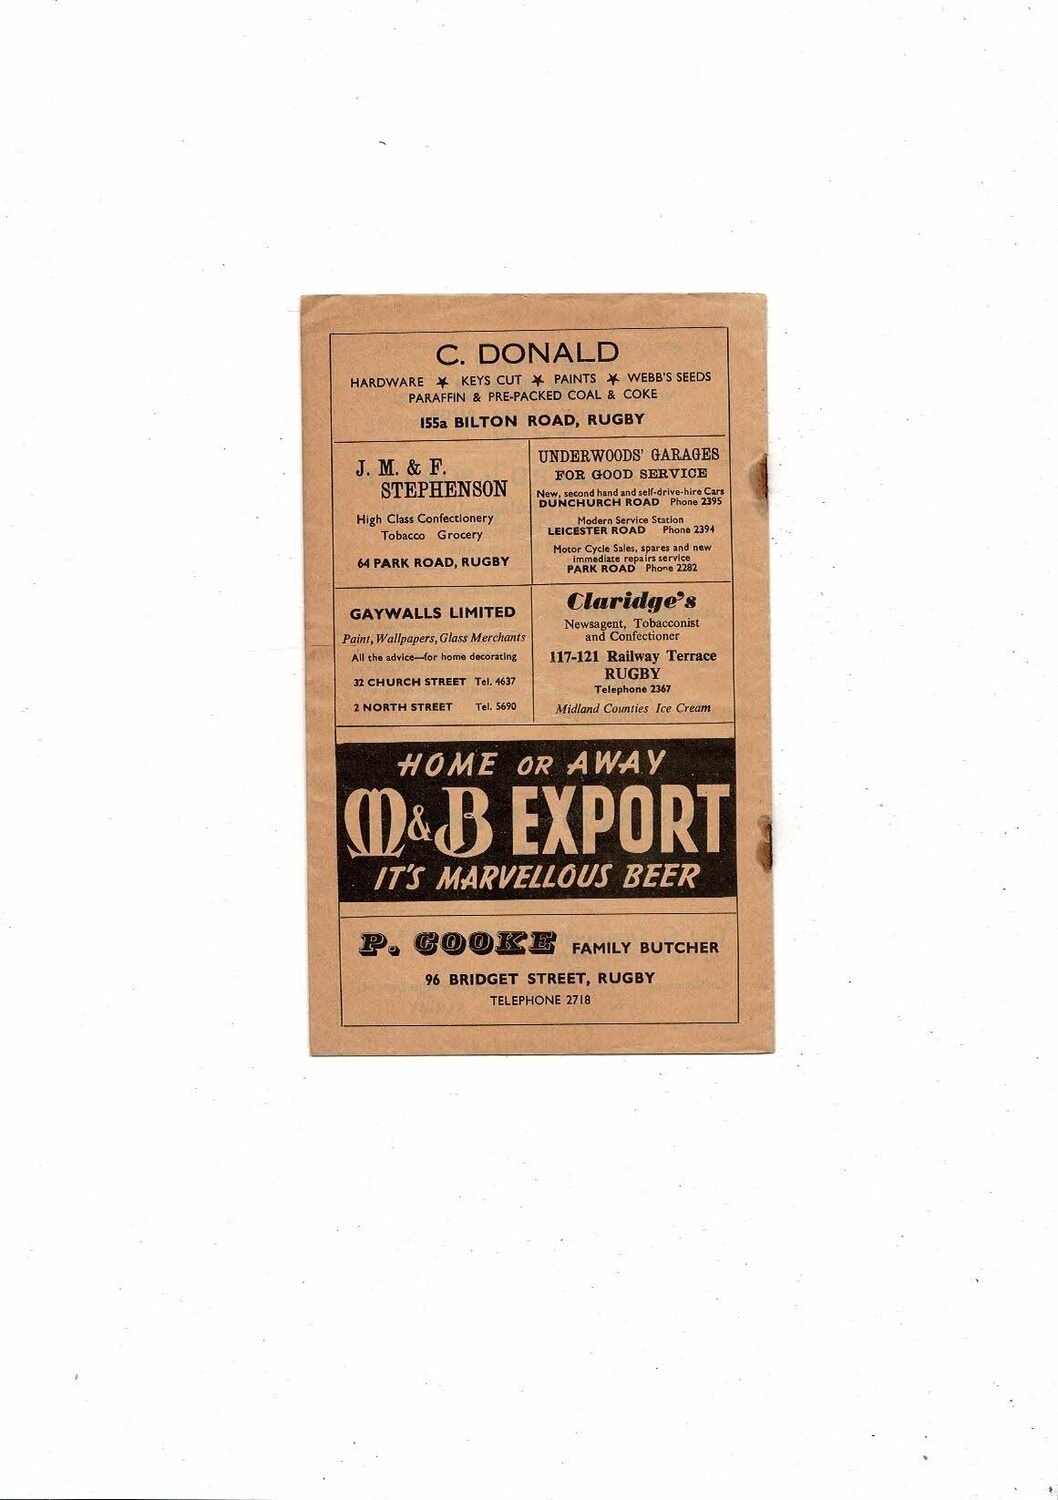 C. DONALD
HARDWARE ★ KEYS CUT ★ PAINTS ★ WEBB'S SEEDS
PARAFFIN & PRE-PACKED COAL & COKE
155a BILTON ROAD, RUGBY
J. M. & F.
STEPHENSON
High Class Confectionery
Tobacco Grocery
64 PARK ROAD, RUGBY
UNDERWOODS' GARAGES
FOR GOOD SERVICE
New, second hand and self-drive-hire Cars
DUNCHURCH ROAD Phone 2395
Modern Service Station
LEICESTER ROAD Phone 2394
Motor Cycle Sales, spares and new
immediate repairs service
PARK ROAD Phone 2282
GAYWALLS LIMITED
Paint, Wallpapers, Glass Merchants
All the advice—for home decorating
32 CHURCH STREET Tel. 4637
2 NORTH STREET Tel. 5690
Claridge's
Newsagent, Tobacconist
and Confectioner
117-121 Railway Terrace
RUGBY
Telephone 2367
Midland Counties Ice Cream
HOME OR AWAY
M&B EXPORT
IT'S MARVELLOUS BEER
P. COOKE FAMILY BUTCHER
96 BRIDGET STREET, RUGBY
TELEPHONE 2718